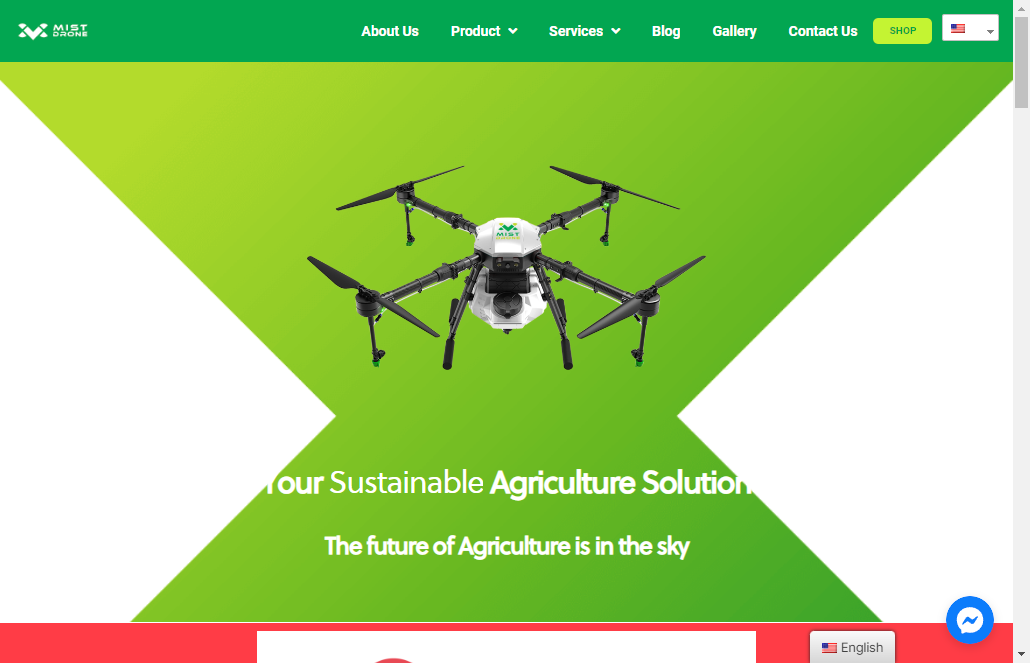 MIST DRONE
About Us
Product
Services
Blog
Gallery
Contact Us
SHOP
MIST
Your Sustainable Agriculture Solution
The future of Agriculture is in the sky
English